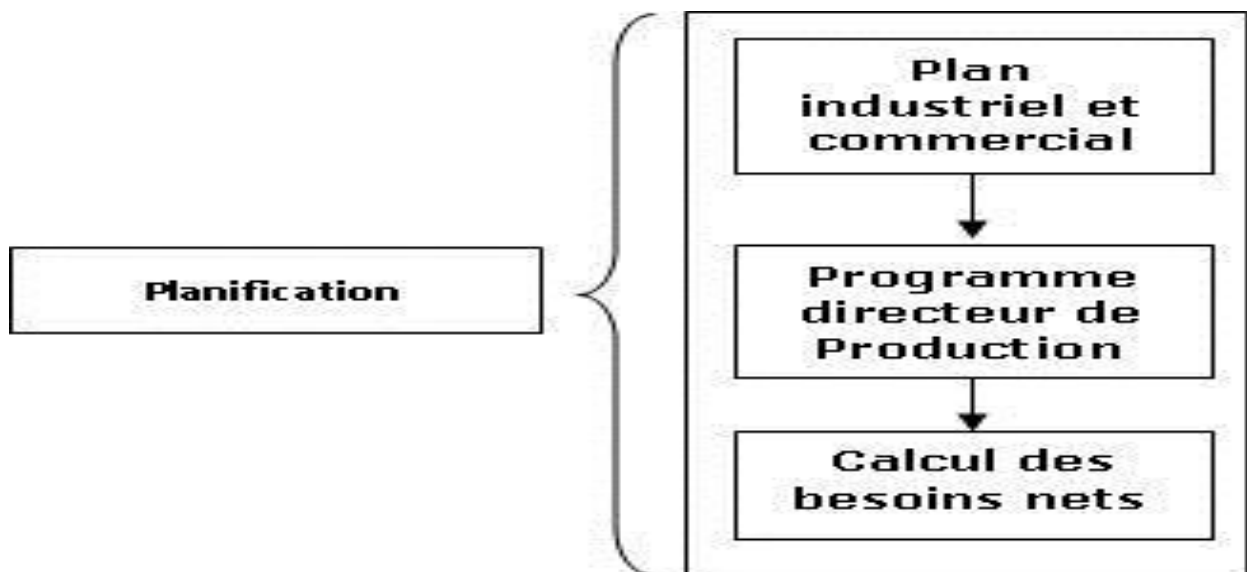 Planification
Plan
industriel et
commercial
Programme
directeur de
Production
Calcul des
besoins nets